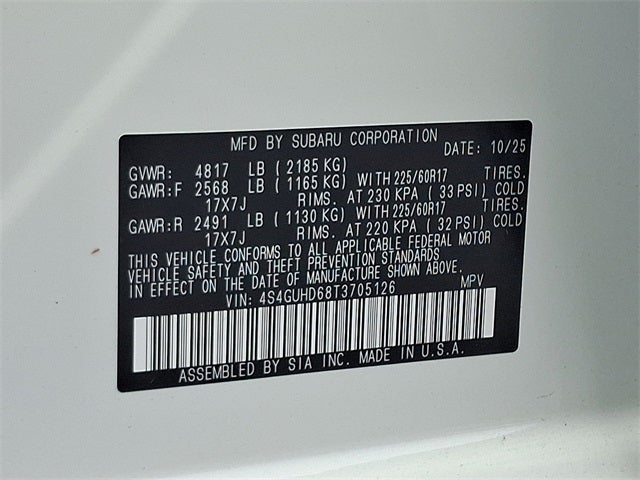 MFD BY SUBARU CORPORATION DATE: 10/25
GVWR: 4817 LB (2185 KG)
GAWR:F 2568 LB (1165 KG) WITH 225/60R17 TIRES.
17X7J RIMS. AT 230 KPA (33 PSI) COLD
GAWR:R 2491 LB (1130 KG) WITH 225/60R17 TIRES.
17X7J RIMS. AT 220 KPA (32 PSI) COLD
THIS VEHICLE CONFORMS TO ALL APPLICABLE FEDERAL MOTOR
VEHICLE SAFETY AND THEFT PREVENTION STANDARDS
IN EFFECT ON THE DATE OF MANUFACTURE SHOWN ABOVE.
VIN: 4S4GUHD68T3705126 MPV
ASSEMBLED BY SIA INC. MADE IN U.S.A.